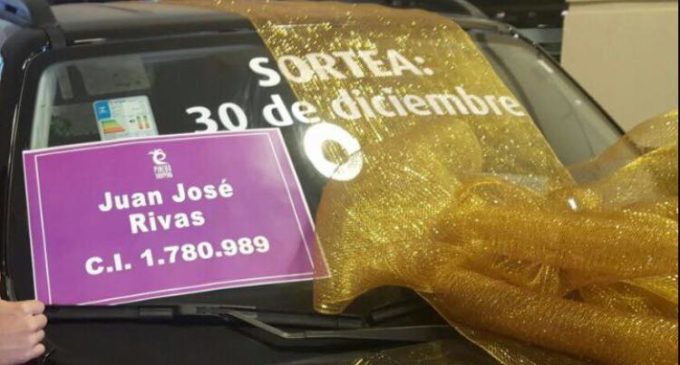 SORTEA:
30 de diciembre
Juan José
Rivas
C.I. 1.780.989